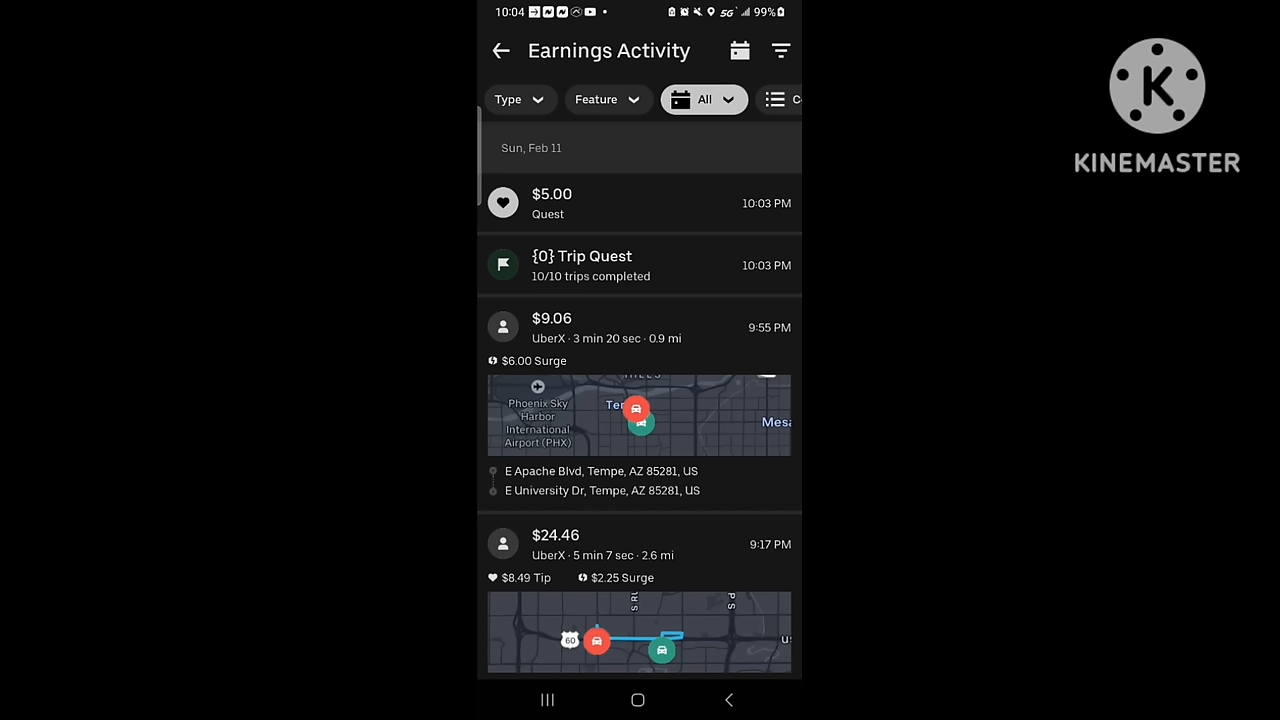 10:04 5G 99%
Earnings Activity
Type Feature All
Sun, Feb 11
$5.00
Quest
10:03 PM
{0} Trip Quest
10/10 trips completed
10:03 PM
$9.06
UberX · 3 min 20 sec · 0.9 mi
9:55 PM
$6.00 Surge
Phoenix Sky
Harbor
International
Airport (PHX)
Ter
Mesa
E Apache Blvd, Tempe, AZ 85281, US
E University Dr, Tempe, AZ 85281, US
$24.46
UberX · 5 min 7 sec · 2.6 mi
9:17 PM
$8.49 Tip $2.25 Surge
60
K
KINEMASTER